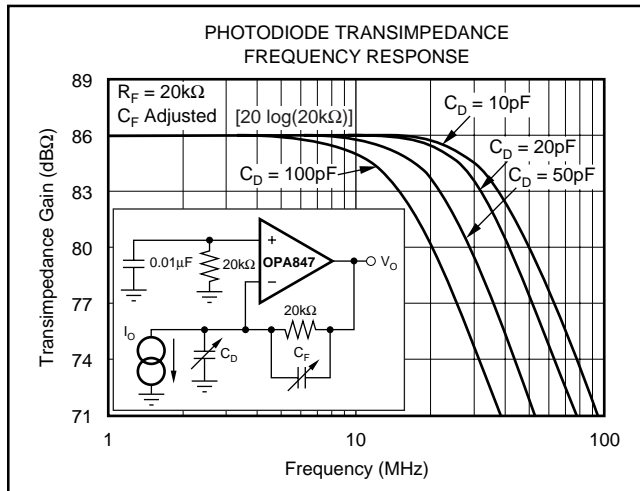 PHOTODIODE TRANSIMPEDANCE
FREQUENCY RESPONSE
89
86
83
80
77
74
71
Transimpedance Gain (dBΩ)
R_F = 20kΩ
C_F Adjusted
[20 log(20kΩ)]
C_D = 10pF
C_D = 20pF
C_D = 50pF
C_D = 100pF
0.01µF
20kΩ
+
OPA847
−
V_O
20kΩ
I_O
C_D
C_F
1
10
100
Frequency (MHz)